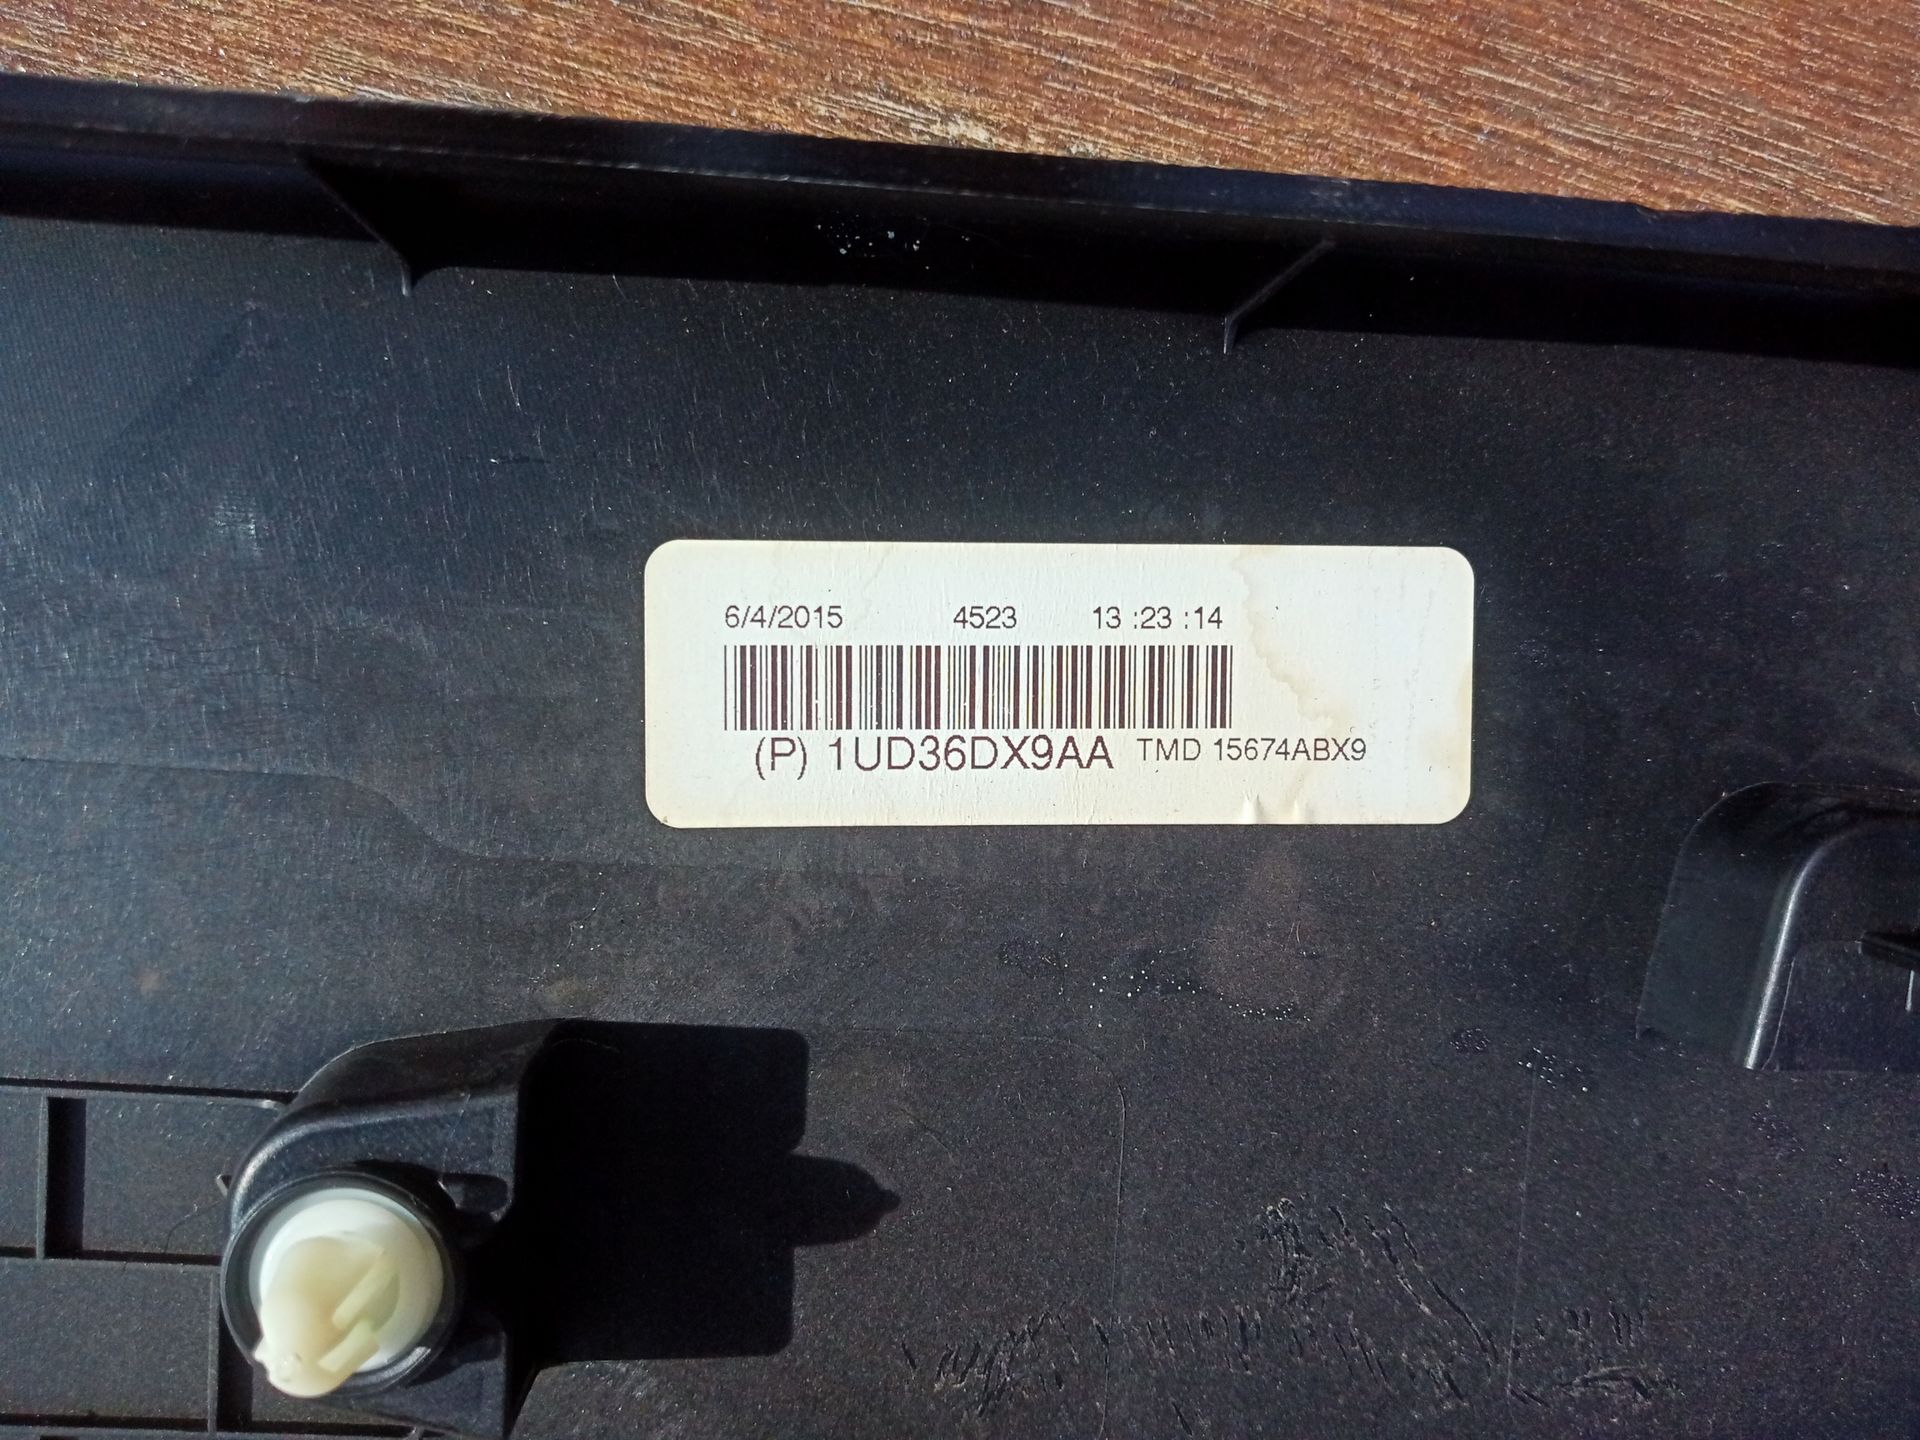 6/4/2015 4523 13 :23 :14
(P) 1UD36DX9AA TMD 15674ABX9